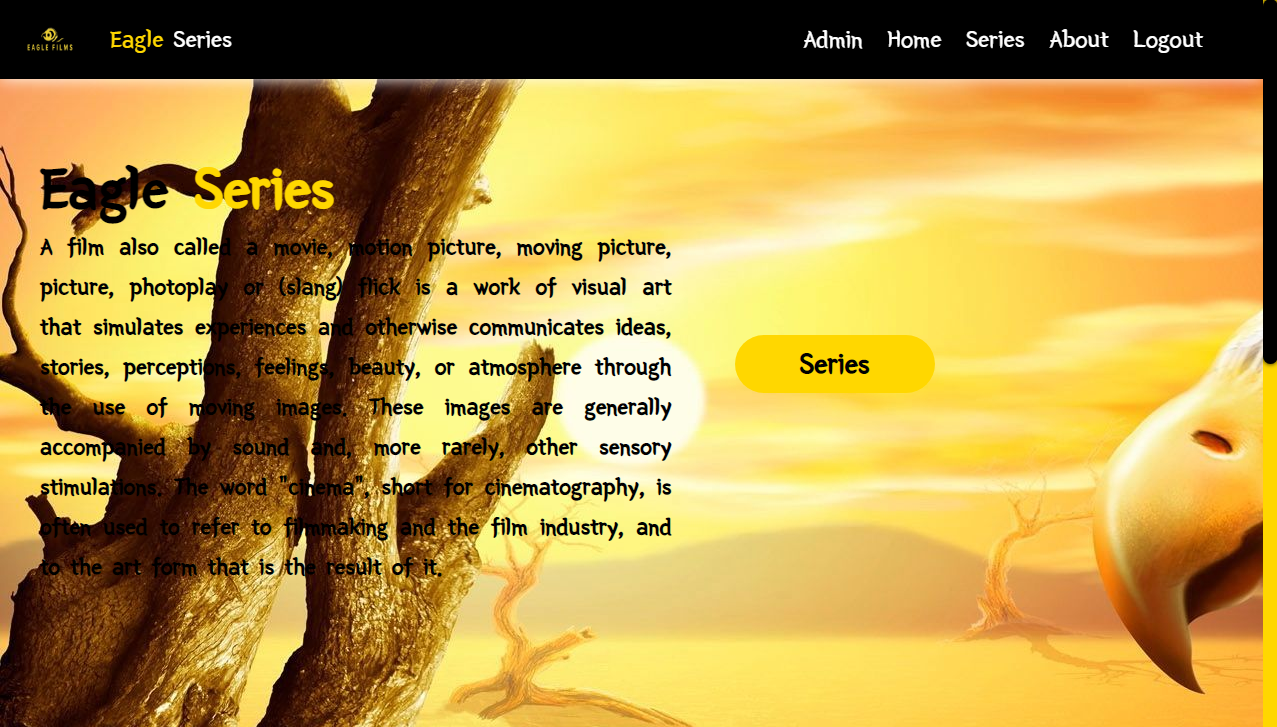 EAGLE FILMS
Eagle Series
Admin Home Series About Logout
Eagle Series
A film also called a movie, motion picture, moving picture,
picture, photoplay or (slang) flick is a work of visual art
that simulates experiences and otherwise communicates ideas,
stories, perceptions, feelings, beauty, or atmosphere through
the use of moving images. These images are generally
accompanied by sound and, more rarely, other sensory
stimulations. The word "cinema", short for cinematography, is
often used to refer to filmmaking and the film industry, and
to the art form that is the result of it.
Series